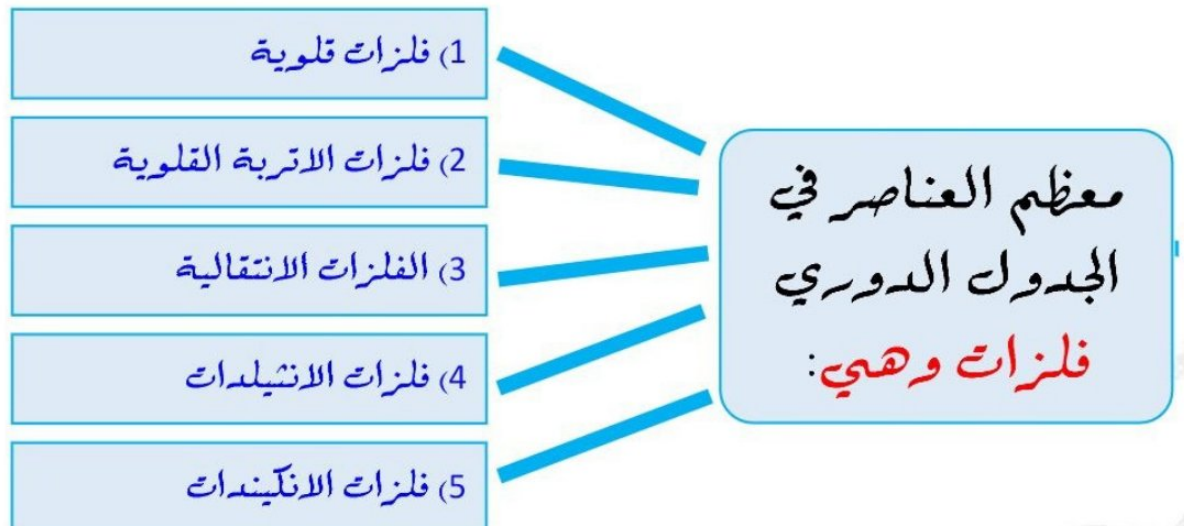 معظم العناصر في
الجدول الدوري
فلزات وهي:
1) فلزات قلوية
2) فلزات الاتربة القلوية
3) الفلزات الانتقالية
4) فلزات الانثيلدات
5) فلزات الانكيندات